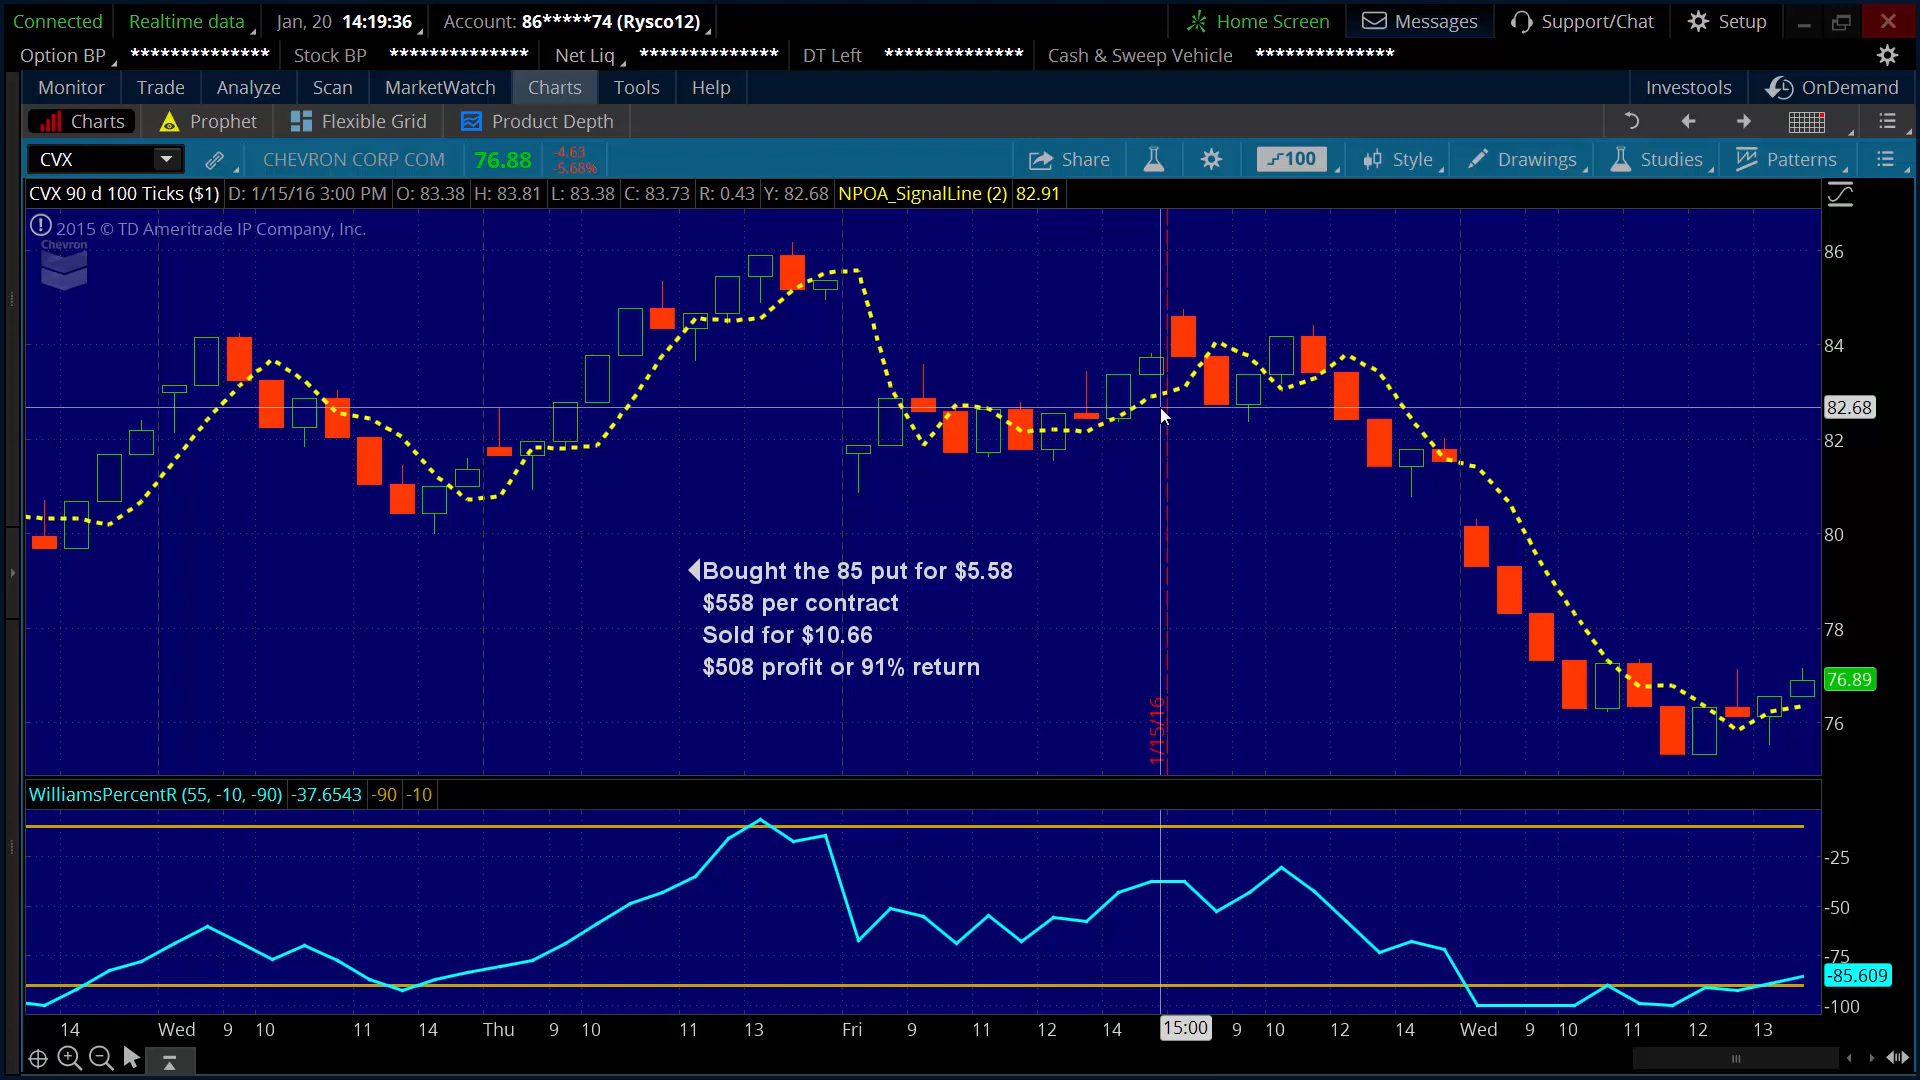 Connected Realtime data Jan, 20 14:19:36 Account: 86*****74 (Rysco12) Home Screen Messages Support/Chat Setup
Option BP ************** Stock BP ************** Net Liq ************** DT Left ************** Cash & Sweep Vehicle **************
Monitor Trade Analyze Scan MarketWatch Charts Tools Help Investools OnDemand
Charts Prophet Flexible Grid Product Depth
CVX CHEVRON CORP COM 76.88 -4.63 Share 100 Style Drawings Studies Patterns
-5.68%
CVX 90 d 100 Ticks ($1) D: 1/15/16 3:00 PM O: 83.38 H: 83.81 L: 83.38 C: 83.73 R: 0.43 Y: 82.68 NPOA_SignalLine (2) 82.91
2015 © TD Ameritrade IP Company, Inc.
Chevron
86
84
82.68
82
80
Bought the 85 put for $5.58
$558 per contract
Sold for $10.66
$508 profit or 91% return
78
76.89
76
1/15/16
WilliamsPercentR (55, -10, -90) -37.6543 -90 -10
-25
-50
-75
-85.609
-100
14 Wed 9 10 11 14 Thu 9 10 11 13 Fri 9 11 12 14 15:00 9 10 12 14 Wed 9 10 11 12 13